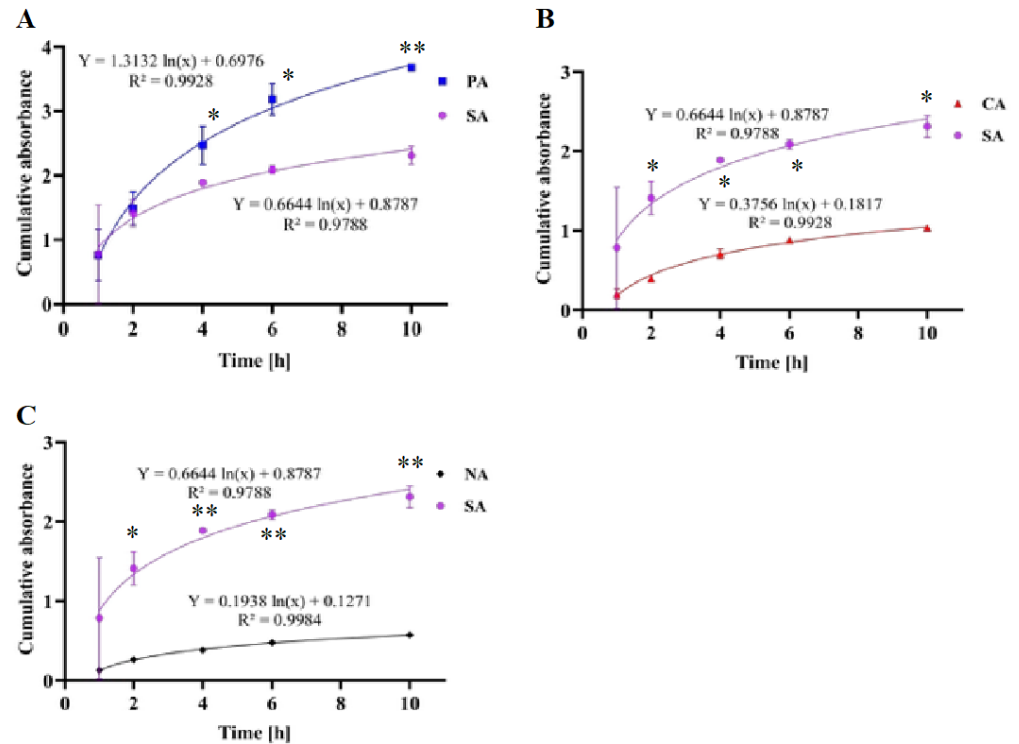 A
Y = 1.3132 ln(x) + 0.6976
R² = 0.9928
*
*
**
PA
SA
Y = 0.6644 ln(x) + 0.8787
R² = 0.9788
Cumulative absorbance
4
3
2
1
0
0 2 4 6 8 10
Time [h]
B
Y = 0.6644 ln(x) + 0.8787
R² = 0.9788
*
*
*
*
CA
SA
Y = 0.3756 ln(x) + 0.1817
R² = 0.9928
Cumulative absorbance
3
2
1
0
0 2 4 6 8 10
Time [h]
C
Y = 0.6644 ln(x) + 0.8787
R² = 0.9788
*
**
**
**
NA
SA
Y = 0.1938 ln(x) + 0.1271
R² = 0.9984
Cumulative absorbance
3
2
1
0
0 2 4 6 8 10
Time [h]